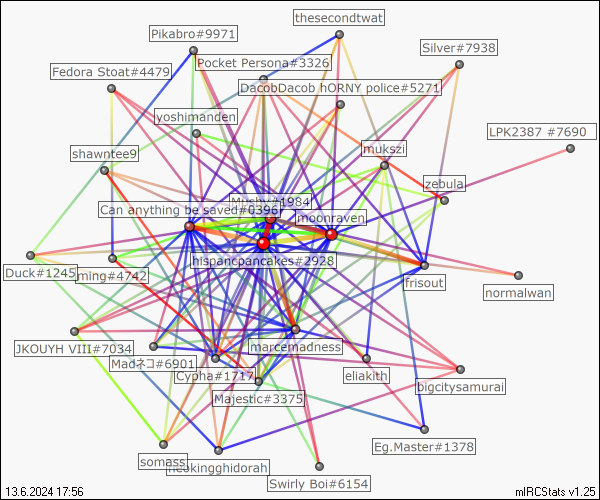 thesecondtwat
Pikabro#9971
Silver#7938
Pocket Persona#3326
Fedora Stoat#4479
DacobDacob hORNY police#5271
yoshimanden
LPK2387 #7690
mukszi
shawntee9
zebula
Mushy#1984
Can anything be saved#0396
moonraven
hispancpancakes#2928
Duck#1245
ming#4742
frisout
normalwan
JKOUYH VIII#7034
marcemadness
Madネコ#6901
Cypha#1717
eliakith
bigcitysamurai
Majestic#3375
Eg.Master#1378
somass
neokingghidorah
Swirly Boi#6154
13.6.2024 17:56
mIRCStats v1.25